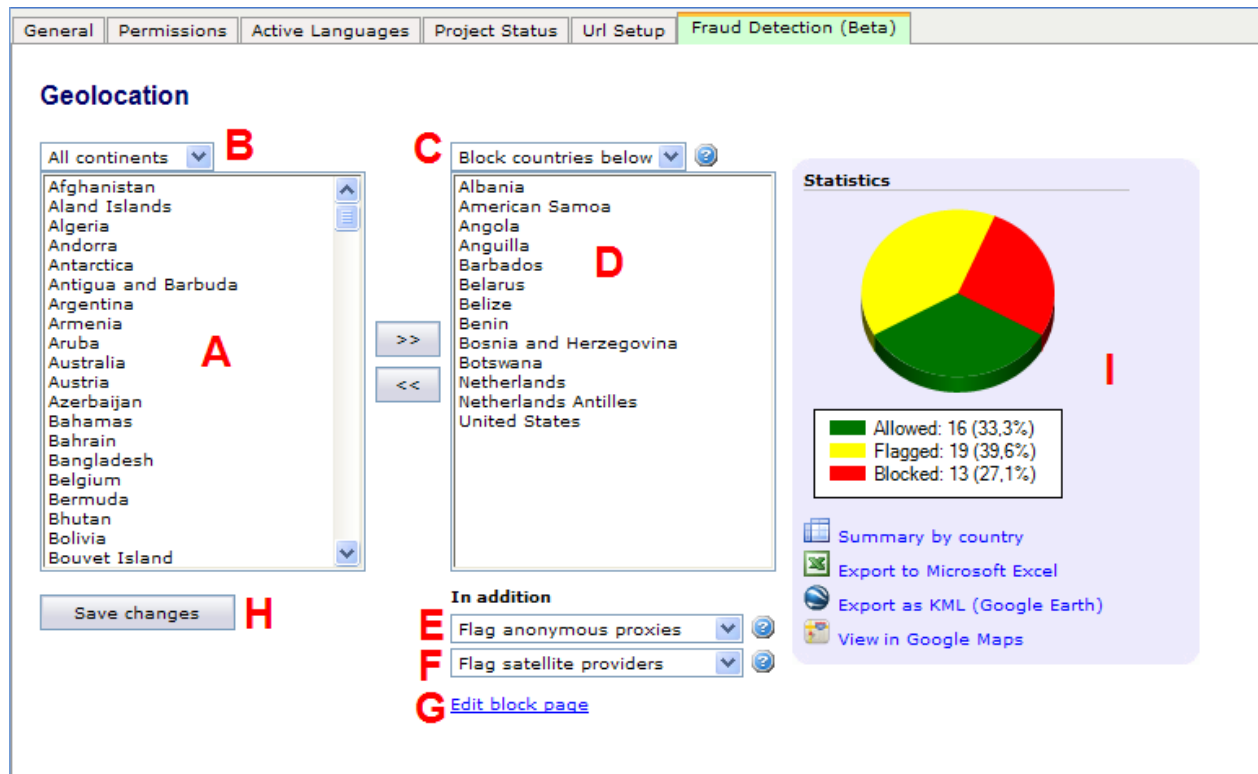 General
Permissions
Active Languages
Project Status
Url Setup
Fraud Detection (Beta)
Geolocation
All continents
B
Afghanistan
Aland Islands
Algeria
Andorra
Antarctica
Antigua and Barbuda
Argentina
Armenia
Aruba
Australia
Austria
Azerbaijan
Bahamas
Bahrain
Bangladesh
Belgium
Bermuda
Bhutan
Bolivia
Bouvet Island
A
>>
<<
Save changes
H
C
Block countries below
?
Albania
American Samoa
Angola
Anguilla
Barbados
Belarus
Belize
Benin
Bosnia and Herzegovina
Botswana
Netherlands
Netherlands Antilles
United States
D
In addition
E
Flag anonymous proxies
?
F
Flag satellite providers
?
G
Edit block page
Statistics
I
Allowed: 16 (33,3%)
Flagged: 19 (39,6%)
Blocked: 13 (27,1%)
Summary by country
Export to Microsoft Excel
Export as KML (Google Earth)
View in Google Maps